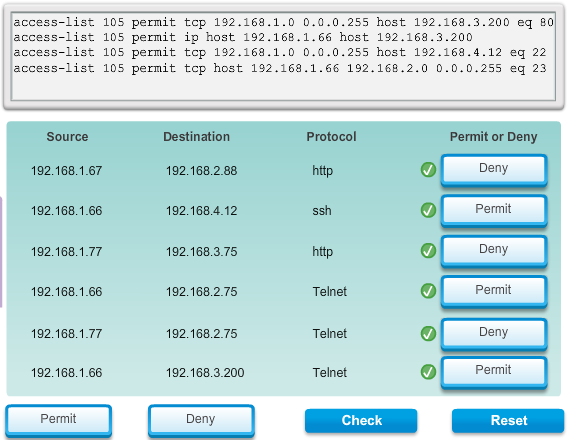 access-list 105 permit tcp 192.168.1.0 0.0.0.255 host 192.168.3.200 eq 80
access-list 105 permit ip host 192.168.1.66 host 192.168.3.200
access-list 105 permit tcp 192.168.1.0 0.0.0.255 host 192.168.4.12 eq 22
access-list 105 permit tcp host 192.168.1.66 192.168.2.0 0.0.0.255 eq 23
Source Destination Protocol Permit or Deny
192.168.1.67 192.168.2.88 http Deny
192.168.1.66 192.168.4.12 ssh Permit
192.168.1.77 192.168.3.75 http Deny
192.168.1.66 192.168.2.75 Telnet Permit
192.168.1.77 192.168.2.75 Telnet Deny
192.168.1.66 192.168.3.200 Telnet Permit
Permit Deny Check Reset